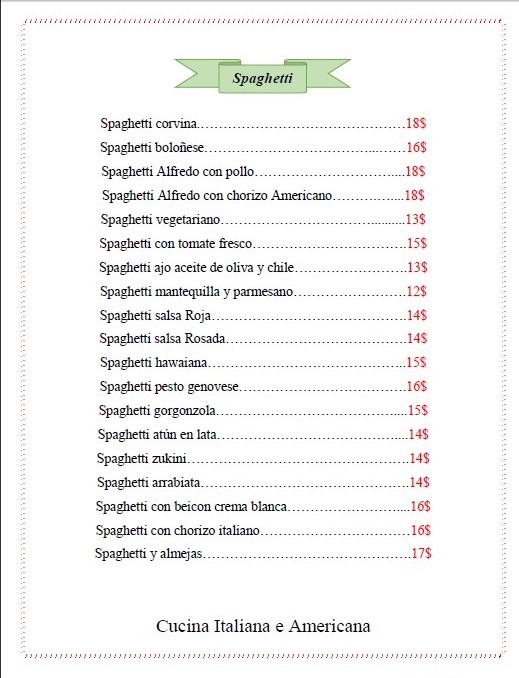 Spaghetti
Spaghetti corvina……………………………………….18$
Spaghetti boloñese……………………………...……..16$
Spaghetti Alfredo con pollo…………………………....18$
Spaghetti Alfredo con chorizo Americano…………....18$
Spaghetti vegetariano……………………………..........13$
Spaghetti con tomate fresco…………………………….15$
Spaghetti ajo aceite de oliva y chile…………………….13$
Spaghetti mantequilla y parmesano…………………….12$
Spaghetti salsa Roja…………………………………….14$
Spaghetti salsa Rosada………………………………….14$
Spaghetti hawaiana……………………………………..15$
Spaghetti pesto genovese……………………………….16$
Spaghetti gorgonzola…………………………………...15$
Spaghetti atún en lata…………………………………...14$
Spaghetti zukini………………………………………….14$
Spaghetti arrabiata……………………………………….14$
Spaghetti con beicon crema blanca……………………...16$
Spaghetti con chorizo italiano…………………………….16$
Spaghetti y almejas……………………………………….17$
Cucina Italiana e Americana